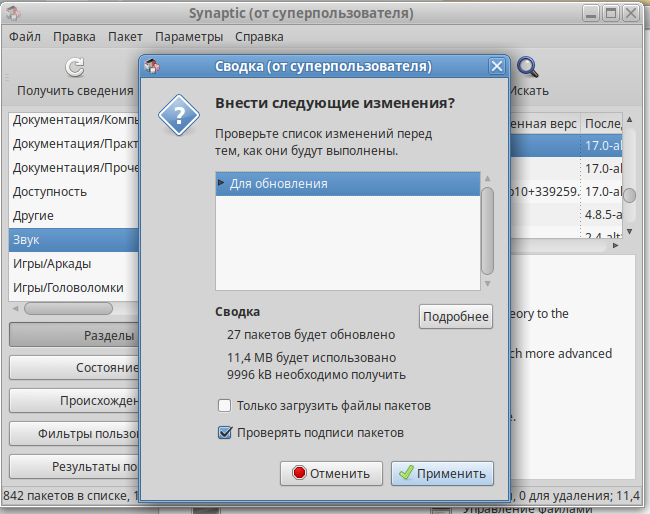 Synaptic (от суперпользователя)
Файл Правка Пакет Параметры Справка
Получить сведения
Искать
Документация/Компь
Документация/Практ
Документация/Проче
Доступность
Другие
Звук
Игры/Аркады
Игры/Головоломки
Разделы
Состояние
Происхожден
Фильтры пользо
Результаты по
842 пакетов в списке, 1
Сводка (от суперпользователя)
Внести следующие изменения?
Проверьте список изменений перед
тем, как они будут выполнены.
Для обновления
Сводка
Подробнее
27 пакетов будет обновлено
11,4 MB будет использовано
9996 kB необходимо получить
Только загрузить файлы пакетов
Проверять подписи пакетов
Отменить
Применить
енная верс Послед
17.0-al
17.0-al
p10+339259. 17.0-al
4.8.5-a
2.4-alt
eory to the
ch more advanced
e.
, 0 для удаления; 11,4
Управление файлами